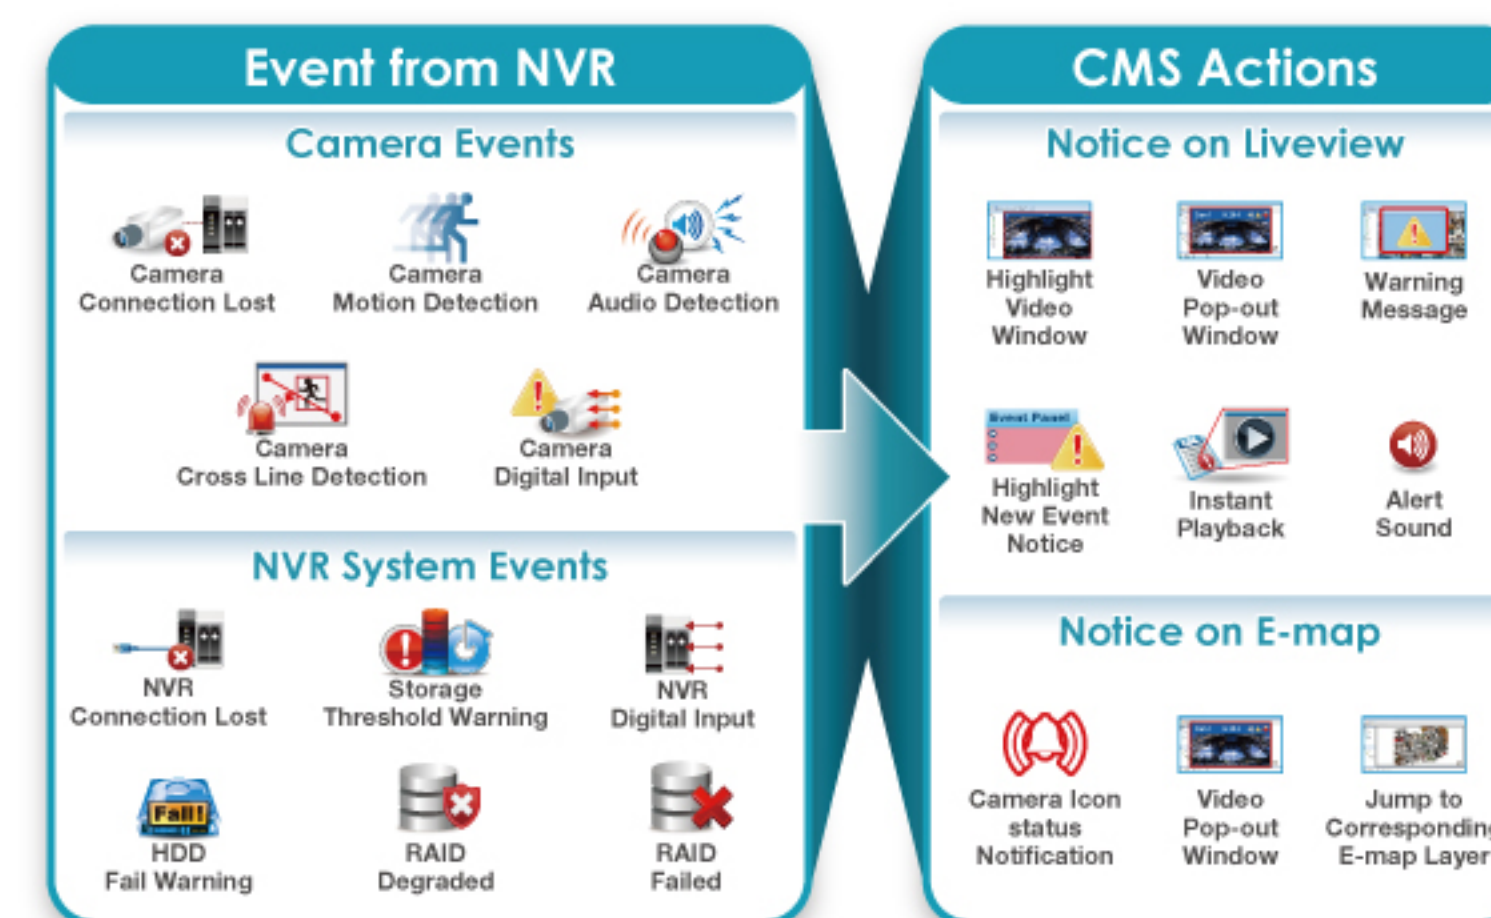 Event from NVR
Camera Events
Camera
Connection Lost
Camera
Motion Detection
Camera
Audio Detection
Camera
Cross Line Detection
Camera
Digital Input
NVR System Events
NVR
Connection Lost
Storage
Threshold Warning
NVR
Digital Input
Fail!
HDD
Fail Warning
RAID
Degraded
RAID
Failed
CMS Actions
Notice on Liveview
Highlight
Video
Window
Video
Pop-out
Window
Warning
Message
Event Panel
Highlight
New Event
Notice
Instant
Playback
Alert
Sound
Notice on E-map
Camera Icon
status
Notification
Video
Pop-out
Window
Jump to
Corresponding
E-map Layer